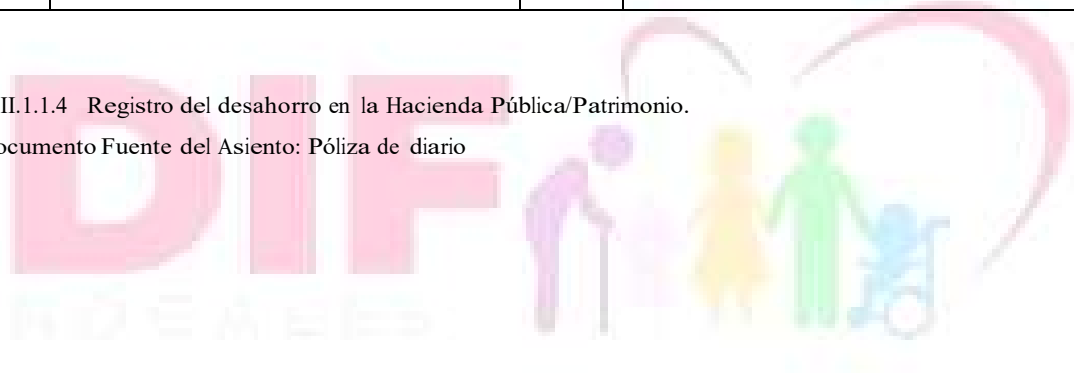 II.1.1.4 Registro del desahorro en la Hacienda Pública/Patrimonio.
ocumento Fuente del Asiento: Póliza de diario
DIF